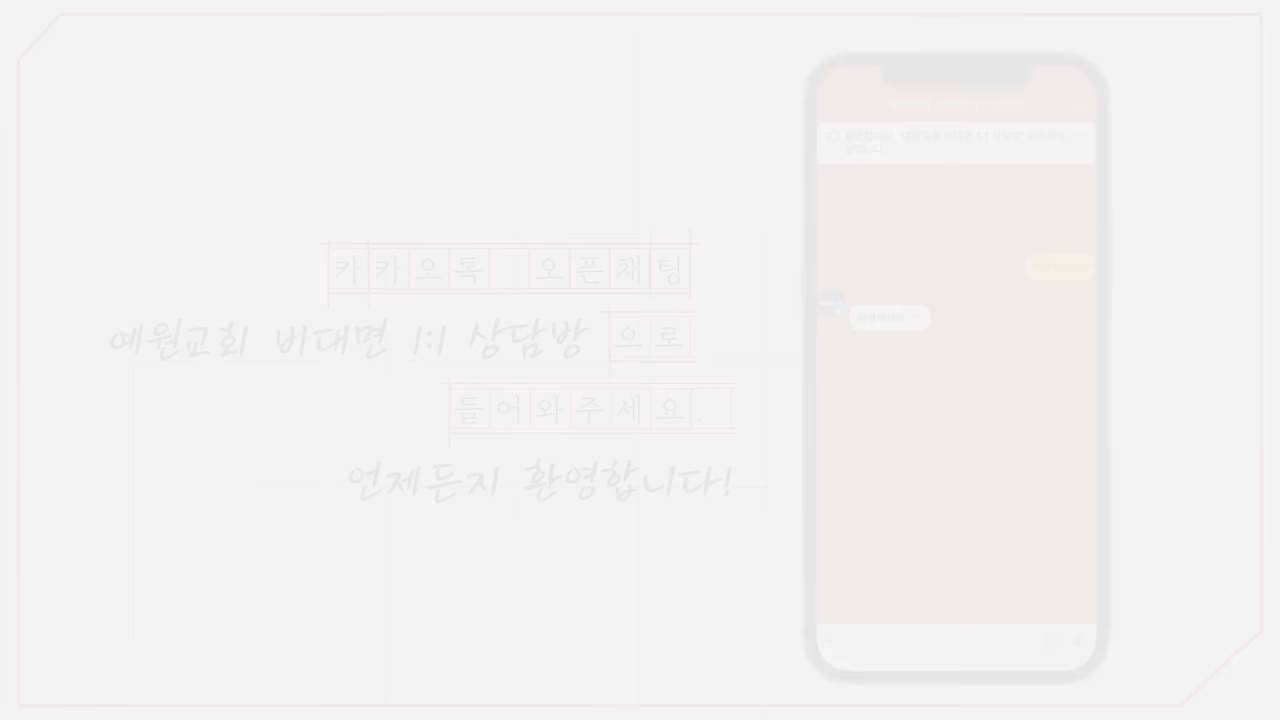 카카오톡 오픈채팅
예원교회 비대면 1:1 상담방 으로
들어와주세요.
언제든지 환영합니다!